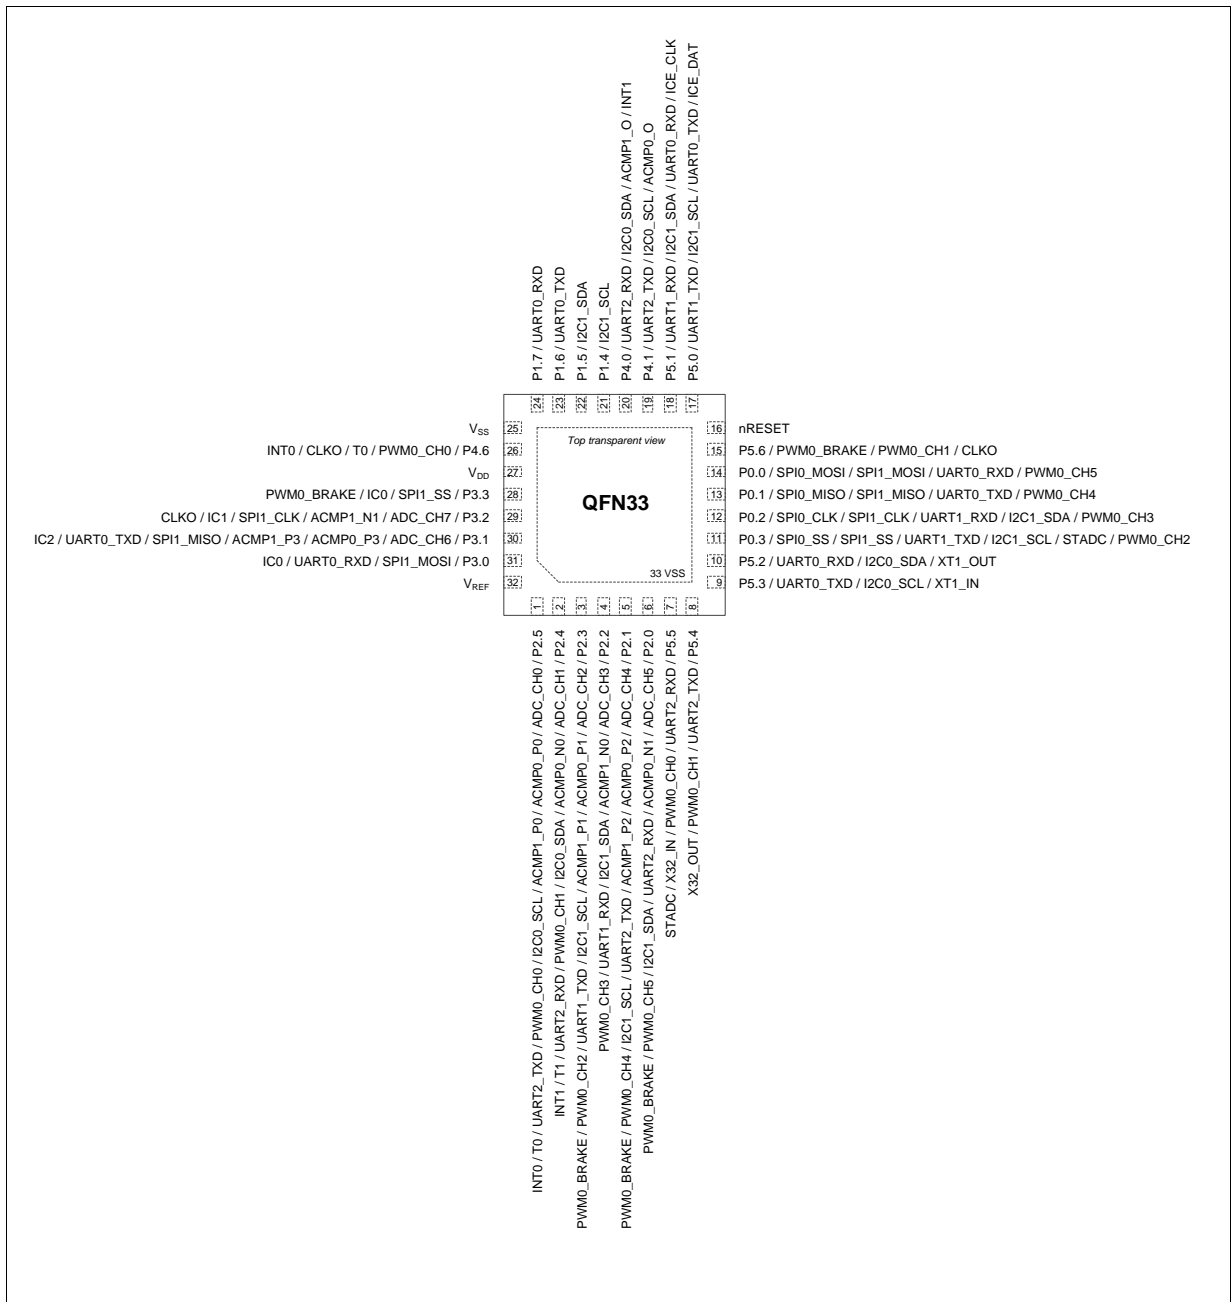 P1.7 / UART0_RXD
P1.6 / UART0_TXD
P1.5 / I2C1_SDA
P1.4 / I2C1_SCL
P4.0 / UART2_RXD / I2C0_SDA / ACMP1_O / INT1
P4.1 / UART2_TXD / I2C0_SCL / ACMP0_O
P5.1 / UART1_RXD / I2C1_SDA / UART0_RXD / ICE_CLK
P5.0 / UART1_TXD / I2C1_SCL / UART0_TXD / ICE_DAT
24
23
22
21
20
19
18
17
VSS 25
INT0 / CLKO / T0 / PWM0_CH0 / P4.6 26
VDD 27
PWM0_BRAKE / IC0 / SPI1_SS / P3.3 28
CLKO / IC1 / SPI1_CLK / ACMP1_N1 / ADC_CH7 / P3.2 29
IC2 / UART0_TXD / SPI1_MISO / ACMP1_P3 / ACMP0_P3 / ADC_CH6 / P3.1 30
IC0 / UART0_RXD / SPI1_MOSI / P3.0 31
VREF 32
Top transparent view
QFN33
33 VSS
16 nRESET
15 P5.6 / PWM0_BRAKE / PWM0_CH1 / CLKO
14 P0.0 / SPI0_MOSI / SPI1_MOSI / UART0_RXD / PWM0_CH5
13 P0.1 / SPI0_MISO / SPI1_MISO / UART0_TXD / PWM0_CH4
12 P0.2 / SPI0_CLK / SPI1_CLK / UART1_RXD / I2C1_SDA / PWM0_CH3
11 P0.3 / SPI0_SS / SPI1_SS / UART1_TXD / I2C1_SCL / STADC / PWM0_CH2
10 P5.2 / UART0_RXD / I2C0_SDA / XT1_OUT
9 P5.3 / UART0_TXD / I2C0_SCL / XT1_IN
1
2
3
4
5
6
7
8
INT0 / T0 / UART2_TXD / PWM0_CH0 / I2C0_SCL / ACMP1_P0 / ACMP0_P0 / ADC_CH0 / P2.5
INT1 / T1 / UART2_RXD / PWM0_CH1 / I2C0_SDA / ACMP0_N0 / ADC_CH1 / P2.4
PWM0_BRAKE / PWM0_CH2 / UART1_TXD / I2C1_SCL / ACMP1_P1 / ACMP0_P1 / ADC_CH2 / P2.3
PWM0_CH3 / UART1_RXD / I2C1_SDA / ACMP1_N0 / ADC_CH3 / P2.2
PWM0_BRAKE / PWM0_CH4 / I2C1_SCL / UART2_TXD / ACMP1_P2 / ACMP0_P2 / ADC_CH4 / P2.1
PWM0_BRAKE / PWM0_CH5 / I2C1_SDA / UART2_RXD / ACMP0_N1 / ADC_CH5 / P2.0
STADC / X32_IN / PWM0_CH0 / UART2_RXD / P5.5
X32_OUT / PWM0_CH1 / UART2_TXD / P5.4